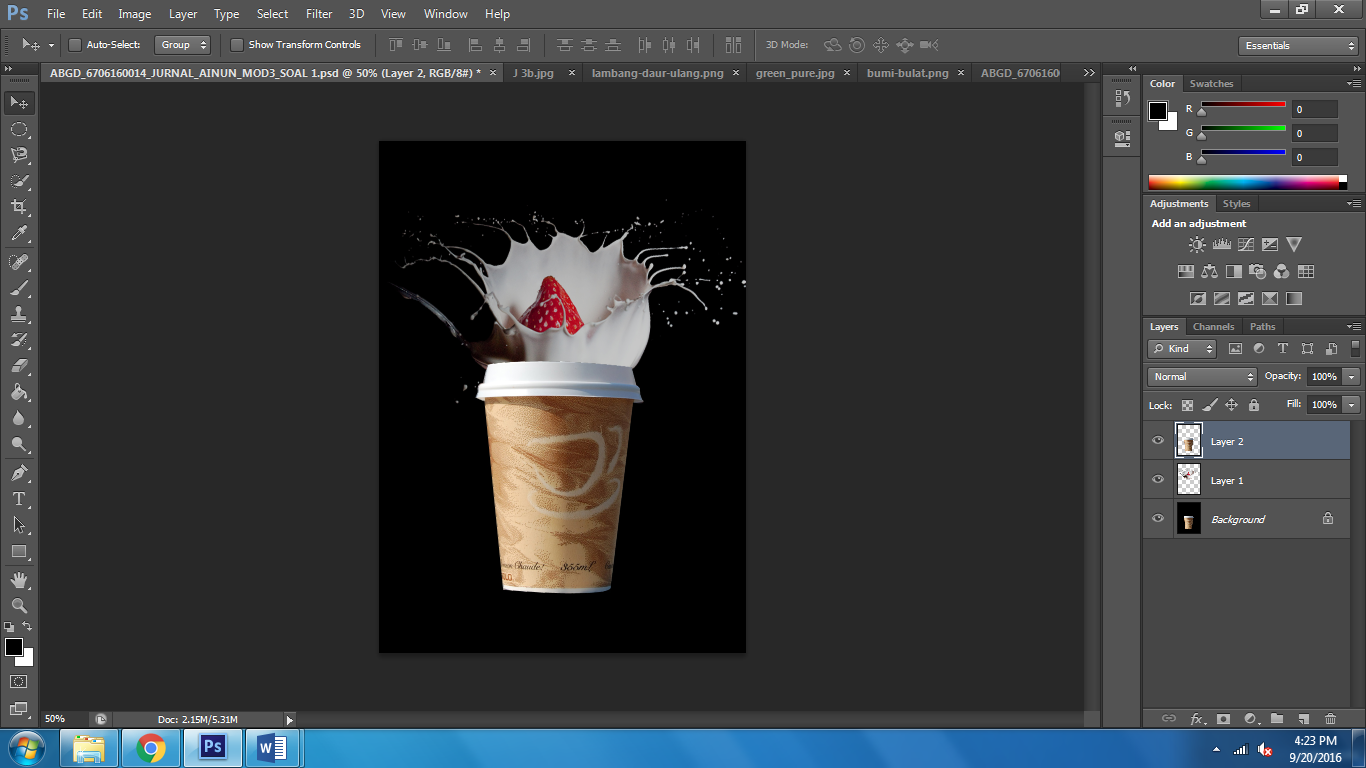 Ps File Edit Image Layer Type Select Filter 3D View Window Help
Auto-Select: Group Show Transform Controls 3D Mode: Essentials
ABGD_6706160014_JURNAL_AINUN_MOD3_SOAL 1.psd @ 50% (Layer 2, RGB/8#) * × J 3b.jpg × lambang-daur-ulang.png × green_pure.jpg × bumi-bulat.png × ABGD_670616
Color Swatches
R 0
G 0
B 0
Adjustments Styles
Add an adjustment
Layers Channels Paths
Kind
Normal Opacity: 100%
Lock: Fill: 100%
Layer 2
Layer 1
Background
Chaude! 355ml
50% Doc: 2.15M/5.31M
Ps W
4:23 PM
9/20/2016